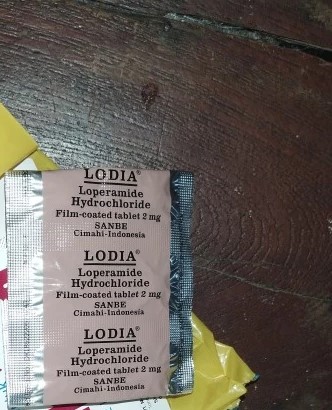 LODIA®
Loperamide
Hydrochloride
Film-coated tablet 2 mg
SANBE
Cimahi-Indonesia
LODIA®
Loperamide
Hydrochloride
Film-coated tablet 2 mg
SANBE
Cimahi-Indonesia
LODIA®
Loperamide
Hydrochloride
Film-coated tablet 2 mg
SANBE
Cimahi-Indonesia